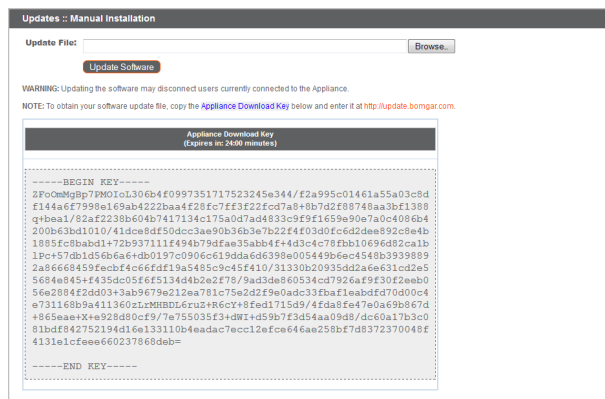 Updates :: Manual Installation
Update File:
Browse..
Update Software
WARNING: Updating the software may disconnect users currently connected to the Appliance.
NOTE: To obtain your software update file, copy the Appliance Download Key below and enter it at http://update.bomgar.com.
Appliance Download Key
(Expires in: 24:00 minutes)
-----BEGIN KEY-----
ZFoOmMgBp7PMOIoL306b4f0997351717523245e344/f2a995c01461a55a03c8d
f144a6f7998e169ab4222baa4f28fc7ff3f22fcd7a8+8b7d2f88748aa3bf1388
q+bea1/82af2238b604b7417134c175a0d7ad4833c9f9f1659e90e7a0c4086b4
200b63bd1010/41dce8df50dcc3ae90b36b3e7b22f4f03d0fc6d2dee892c8e4b
1885fc8babd1+72b937111f494b79dfae35abb4f+4d3c4c78fbb10696d82ca1b
1Pc+57db1d56b6a6+db0197c0906c619dda6d6398e005449b6ec4548b3939889
2a86668459fecbf4c66fdf19a5485c9c45f410/31330b20935dd2a6e631cd2e5
5684e845+f435dc05f6f5134d4b2e2f78/9ad3de860534cd7926af9f30f2eeb0
56e2884f2dd03+3ab9679e212ea781c75e2d2f9e0adc33fbaf1eabdfd70d00c4
e731168b9a411360zLrMHBDL6ruZ+R6cY+8fed1715d9/4fda8fe47e0a69b867d
+865eae+X+e928d80cf9/7e755035f3+dWI+d59b7f3d54aa09d8/dc60a17b3c0
81bdf842752194d16e133110b4eadac7ecc12efce646ae258bf7d8372370048f
4131e1cfeee660237868deb=
-----END KEY-----